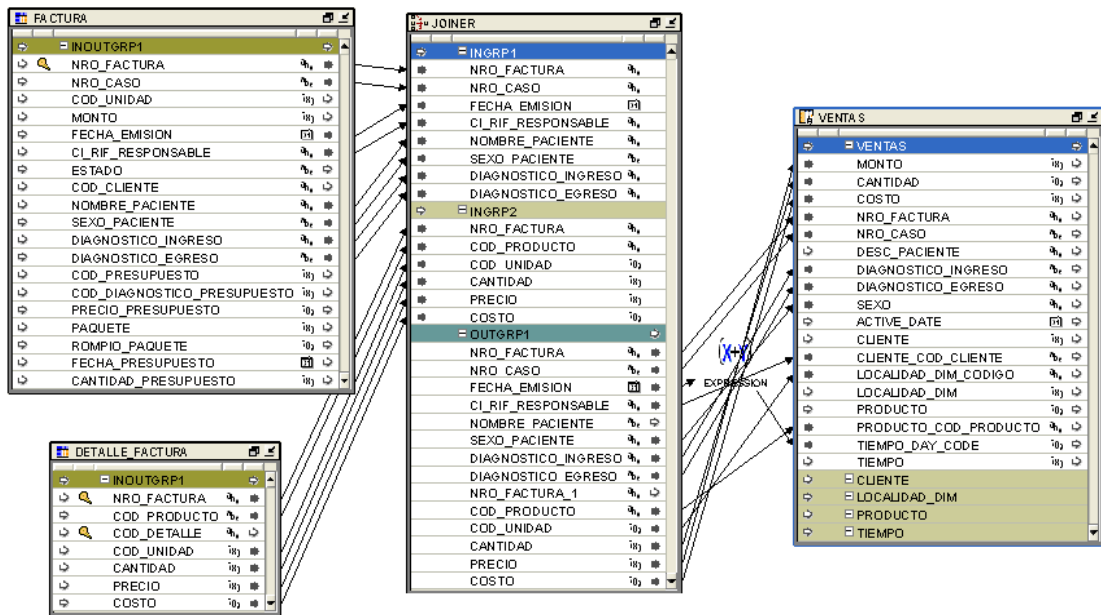 FACTURA
INOUTGRP1
NRO_FACTURA
NRO_CASO
COD_UNIDAD
MONTO
FECHA_EMISION
CI_RIF_RESPONSABLE
ESTADO
COD_CLIENTE
NOMBRE_PACIENTE
SEXO_PACIENTE
DIAGNOSTICO_INGRESO
DIAGNOSTICO_EGRESO
COD_PRESUPUESTO
COD_DIAGNOSTICO_PRESUPUESTO
PRECIO_PRESUPUESTO
PAQUETE
ROMPIO_PAQUETE
FECHA_PRESUPUESTO
CANTIDAD_PRESUPUESTO
DETALLE_FACTURA
INOUTGRP1
NRO_FACTURA
COD_PRODUCTO
COD_DETALLE
COD_UNIDAD
CANTIDAD
PRECIO
COSTO
JOINER
INGRP1
NRO_FACTURA
NRO_CASO
FECHA_EMISION
CI_RIF_RESPONSABLE
NOMBRE_PACIENTE
SEXO_PACIENTE
DIAGNOSTICO_INGRESO
DIAGNOSTICO_EGRESO
INGRP2
NRO_FACTURA
COD_PRODUCTO
COD_UNIDAD
CANTIDAD
PRECIO
COSTO
OUTGRP1
NRO_FACTURA
NRO_CASO
FECHA_EMISION
CI_RIF_RESPONSABLE
NOMBRE_PACIENTE
SEXO_PACIENTE
DIAGNOSTICO_INGRESO
DIAGNOSTICO_EGRESO
NRO_FACTURA_1
COD_PRODUCTO
COD_UNIDAD
CANTIDAD
PRECIO
COSTO
(X+Y)
EXPRESSION
VENTAS
VENTAS
MONTO
CANTIDAD
COSTO
NRO_FACTURA
NRO_CASO
DESC_PACIENTE
DIAGNOSTICO_INGRESO
DIAGNOSTICO_EGRESO
SEXO
ACTIVE_DATE
CLIENTE
CLIENTE_COD_CLIENTE
LOCALIDAD_DIM_CODIGO
LOCALIDAD_DIM
PRODUCTO
PRODUCTO_COD_PRODUCTO
TIEMPO_DAY_CODE
TIEMPO
CLIENTE
LOCALIDAD_DIM
PRODUCTO
TIEMPO